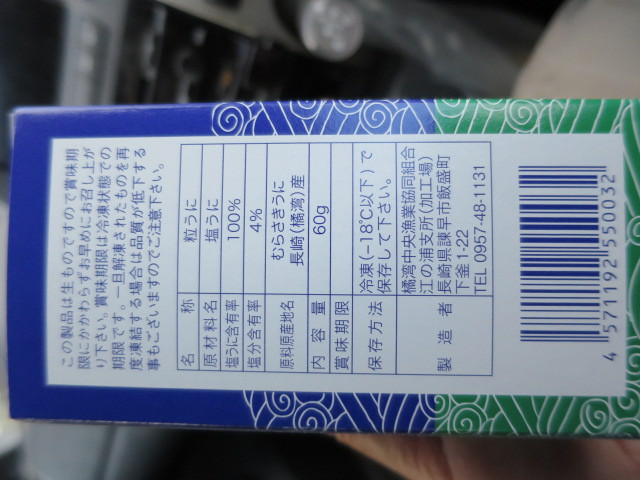 名称 粒うに
原材料名 塩うに
塩うに含有率 100%
塩分含有率 4%
原料原産地名 むらさきうに
長崎(橘湾)産
内容量 60g
賞味期限
保存方法 冷凍(−18℃以下)で
保存して下さい。
製造者 橘湾中央漁業協同組合
江の浦支所(加工場)
長崎県諫早市飯盛町
下釜1-22
TEL 0957-48-1131
この製品は生ものですので賞味期
限にかかわらずお早めにお召し上が
り下さい。賞味期限は冷凍状態での
期限です。一旦解凍されたものを再
度凍結する場合は品質が低下する
事もございますのでご注意下さい。
4 571192 550032